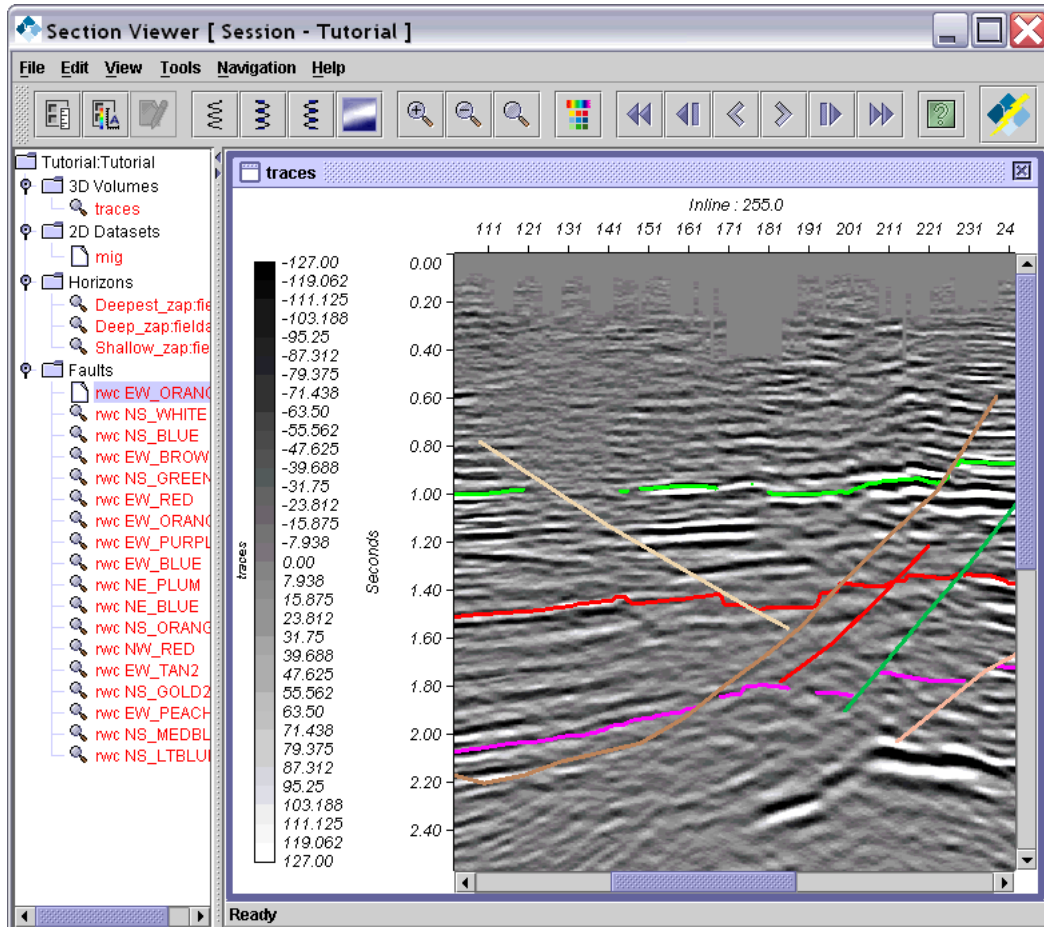 Section Viewer [ Session - Tutorial ]
File Edit View Tools Navigation Help
Tutorial:Tutorial
3D Volumes
traces
2D Datasets
mig
Horizons
Deepest_zap:fie
Deep_zap:fielda
Shallow_zap:fie
Faults
rwc EW_ORANG
rwc NS_WHITE
rwc NS_BLUE
rwc EW_BROW
rwc NS_GREEN
rwc EW_RED
rwc EW_ORANG
rwc EW_PURPL
rwc EW_BLUE
rwc NE_PLUM
rwc NE_BLUE
rwc NS_ORANG
rwc NW_RED
rwc EW_TAN2
rwc NS_GOLD2
rwc EW_PEACH
rwc NS_MEDBL
rwc NS_LTBLUI
traces
Inline : 255.0
111 121 131 141 151 161 171 181 191 201 211 221 231 24
traces
-127.00
-119.062
-111.125
-103.188
-95.25
-87.312
-79.375
-71.438
-63.50
-55.562
-47.625
-39.688
-31.75
-23.812
-15.875
-7.938
0.00
7.938
15.875
23.812
31.75
39.688
47.625
55.562
63.50
71.438
79.375
87.312
95.25
103.188
111.125
119.062
127.00
Seconds
0.00
0.20
0.40
0.60
0.80
1.00
1.20
1.40
1.60
1.80
2.00
2.20
2.40
Ready